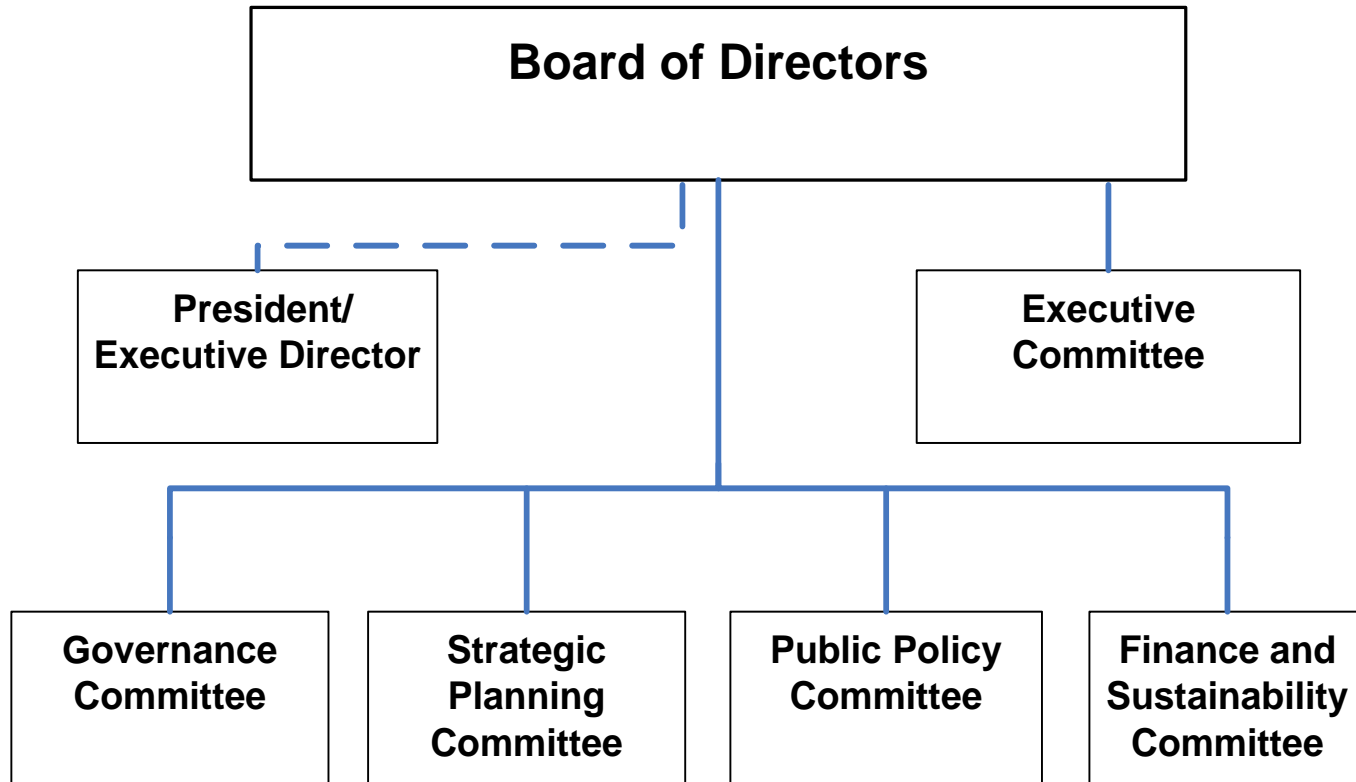 Board of Directors
President/
Executive Director
Executive
Committee
Governance
Committee
Strategic
Planning
Committee
Public Policy
Committee
Finance and
Sustainability
Committee